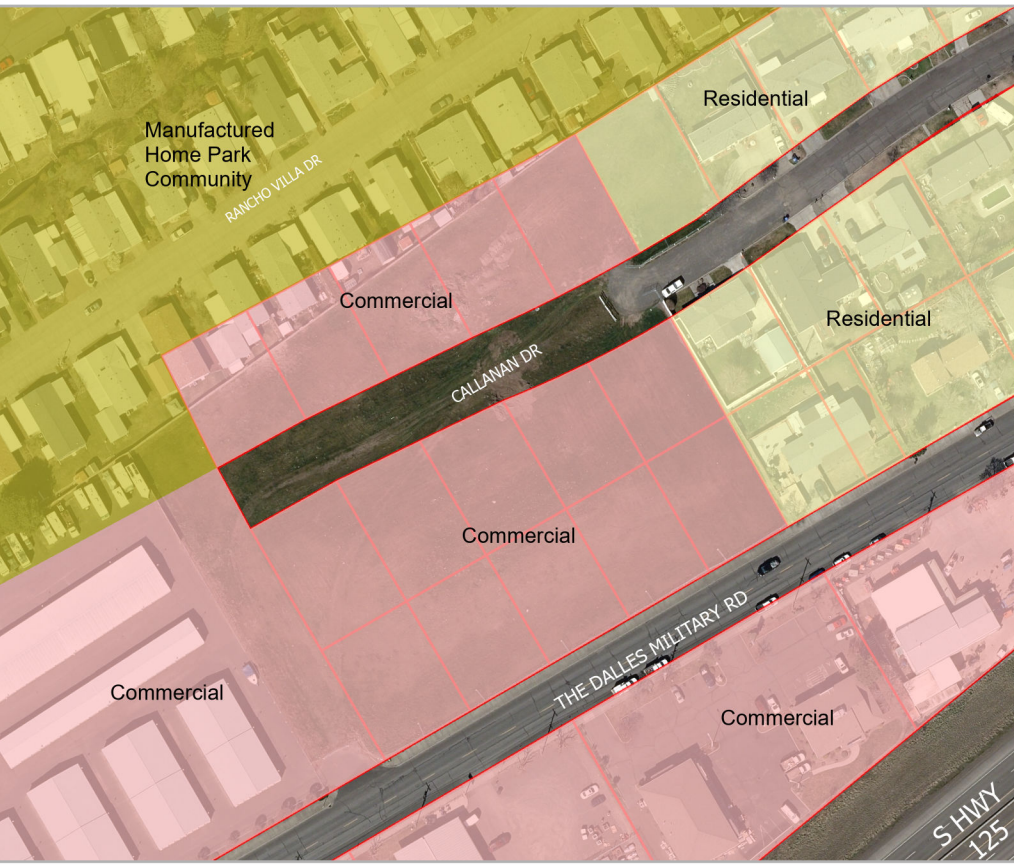 Residential
Manufactured
Home Park
Community
RANCHO VILLA DR
Commercial
Residential
CALLANAN DR
Commercial
THE DALLES MILITARY RD
Commercial
Commercial
S HWY
125